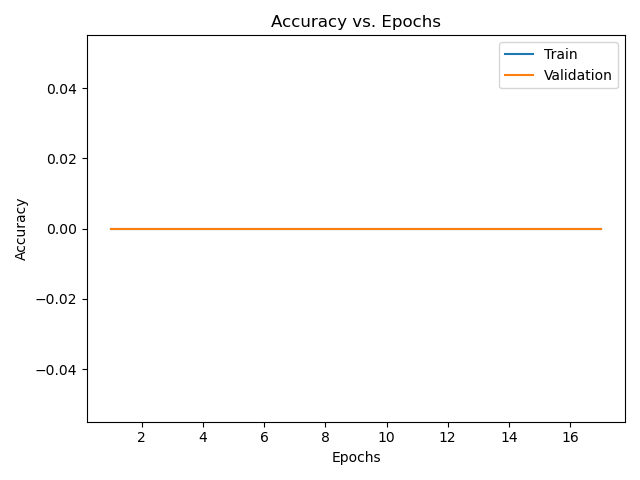 Accuracy vs. Epochs
Train
Validation
0.04
0.02
0.00
−0.02
−0.04
Accuracy
2 4 6 8 10 12 14 16
Epochs